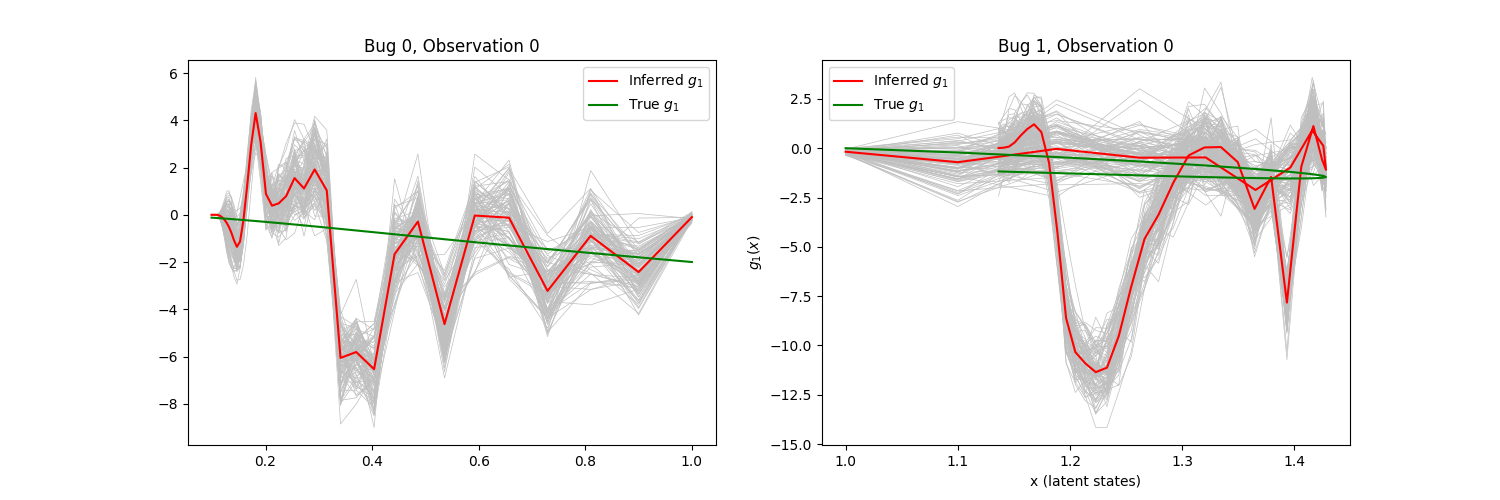 Bug 0, Observation 0
6
4
2
0
−2
−4
−6
−8
0.2 0.4 0.6 0.8 1.0
Inferred g₁
True g₁
Bug 1, Observation 0
g₁(x)
2.5
0.0
−2.5
−5.0
−7.5
−10.0
−12.5
−15.0
1.0 1.1 1.2 1.3 1.4
x (latent states)
Inferred g₁
True g₁